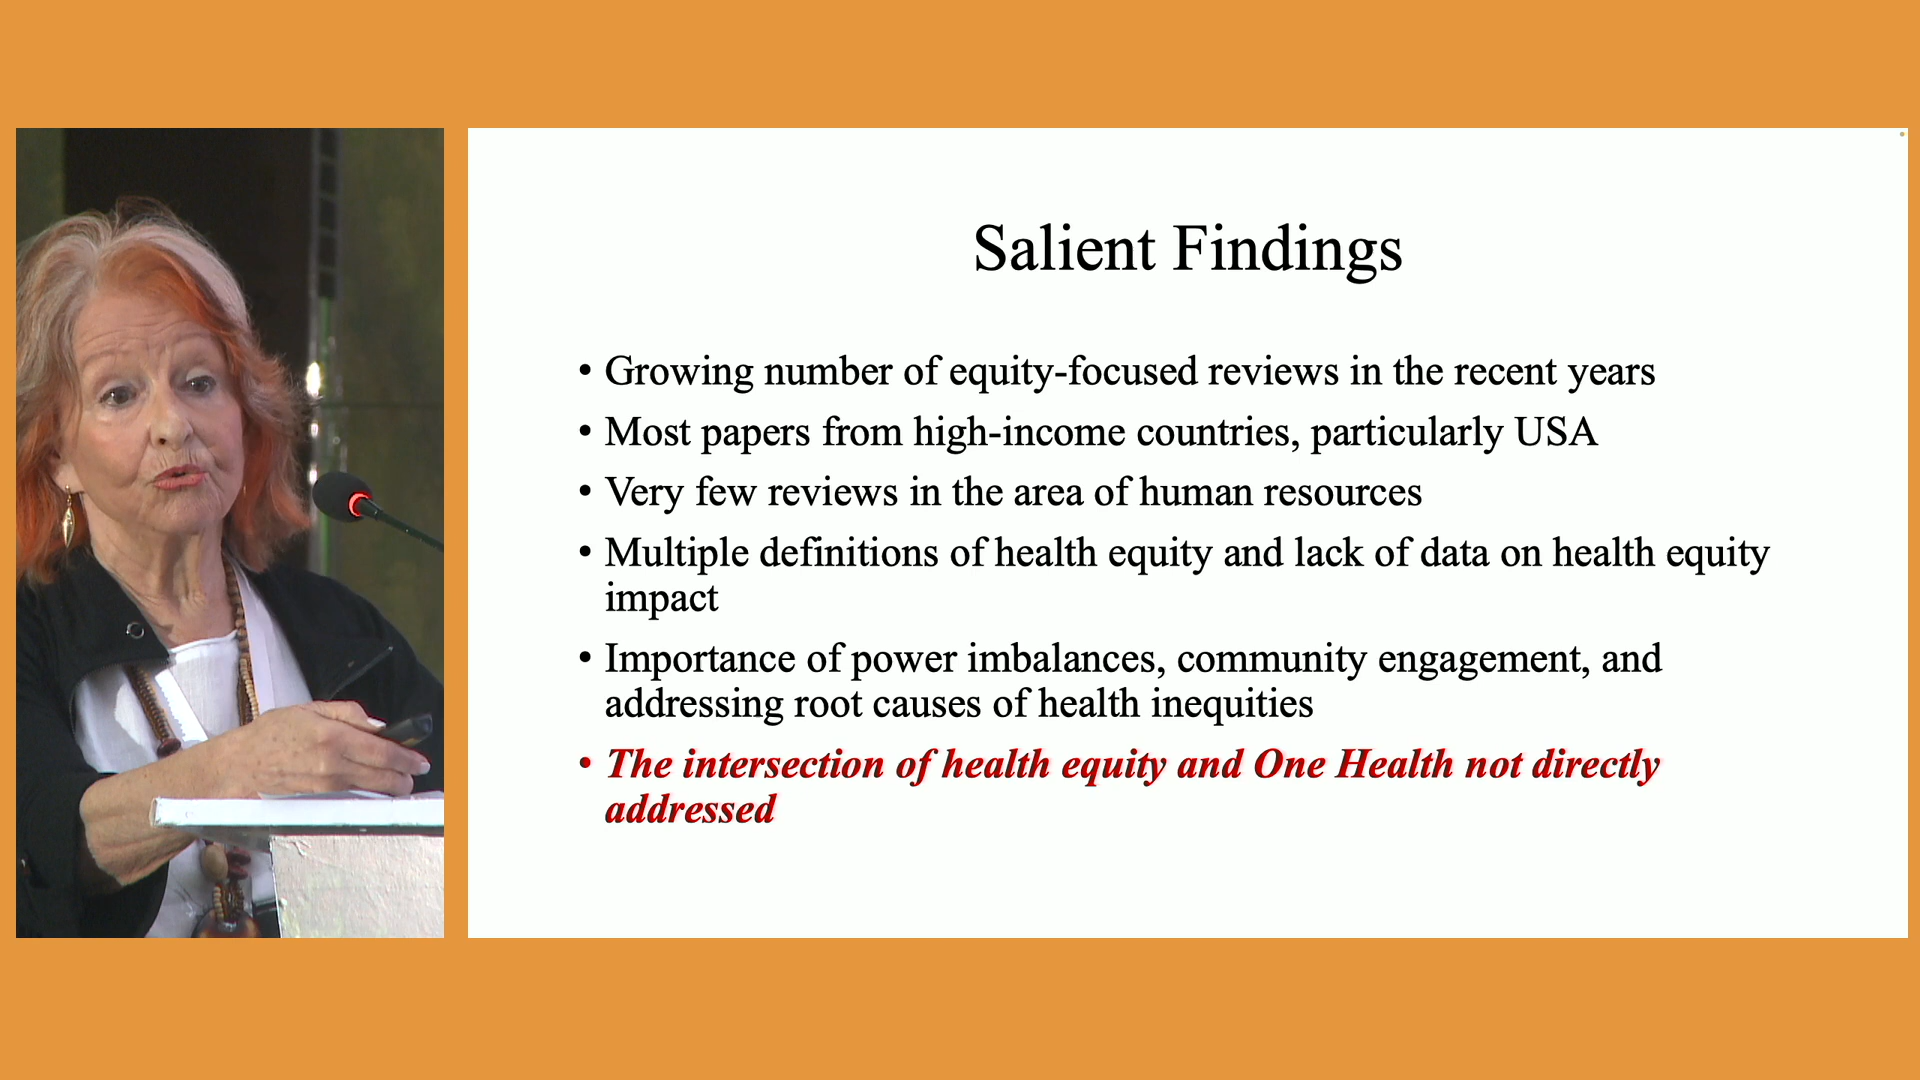 Salient Findings
• Growing number of equity-focused reviews in the recent years
• Most papers from high-income countries, particularly USA
• Very few reviews in the area of human resources
• Multiple definitions of health equity and lack of data on health equity
impact
• Importance of power imbalances, community engagement, and
addressing root causes of health inequities
• The intersection of health equity and One Health not directly
addressed